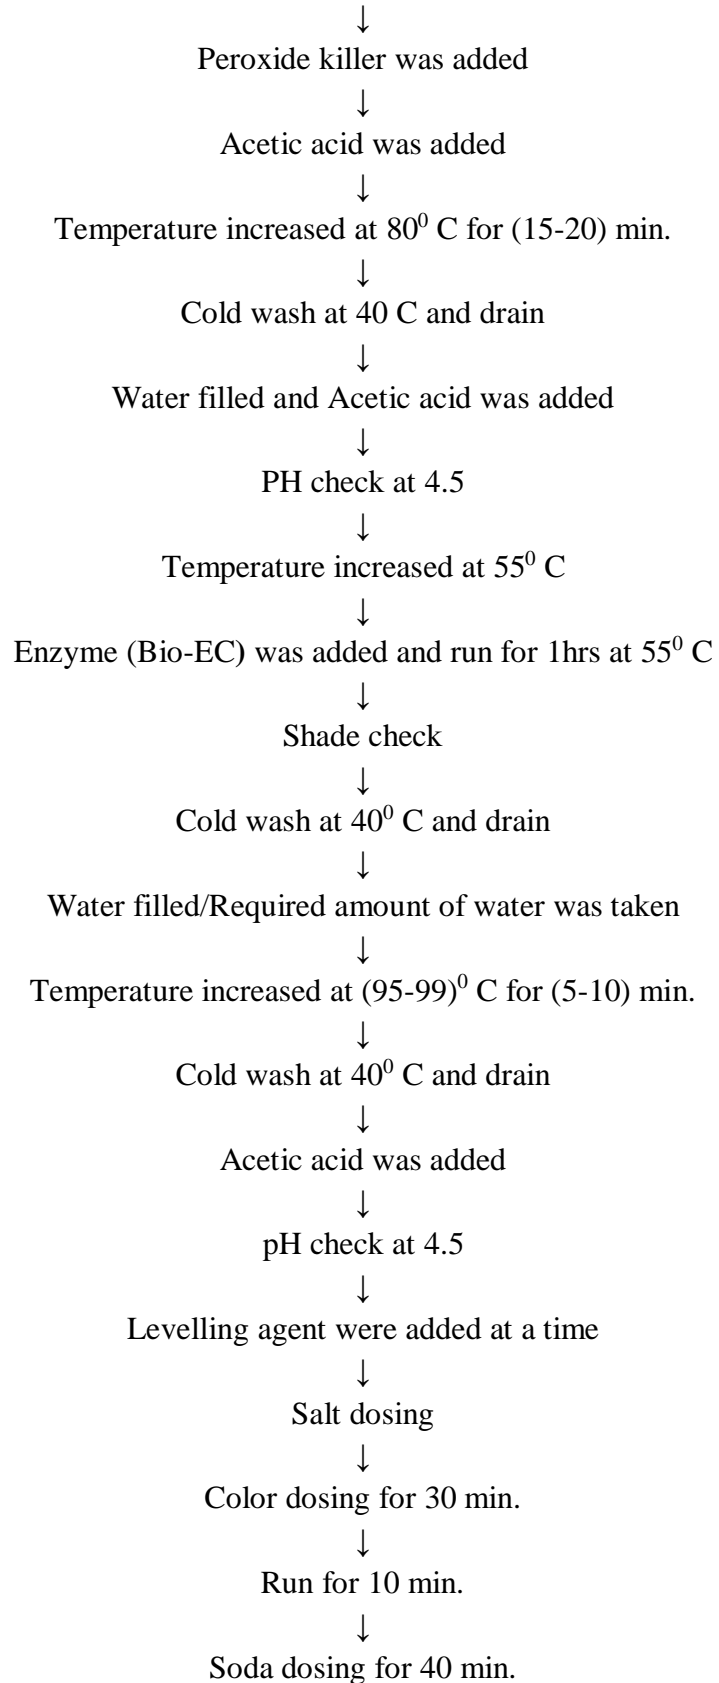 ↓
Peroxide killer was added
↓
Acetic acid was added
↓
Temperature increased at 80⁰ C for (15-20) min.
↓
Cold wash at 40 C and drain
↓
Water filled and Acetic acid was added
↓
PH check at 4.5
↓
Temperature increased at 55⁰ C
↓
Enzyme (Bio-EC) was added and run for 1hrs at 55⁰ C
↓
Shade check
↓
Cold wash at 40⁰ C and drain
↓
Water filled/Required amount of water was taken
↓
Temperature increased at (95-99)⁰ C for (5-10) min.
↓
Cold wash at 40⁰ C and drain
↓
Acetic acid was added
↓
pH check at 4.5
↓
Levelling agent were added at a time
↓
Salt dosing
↓
Color dosing for 30 min.
↓
Run for 10 min.
↓
Soda dosing for 40 min.